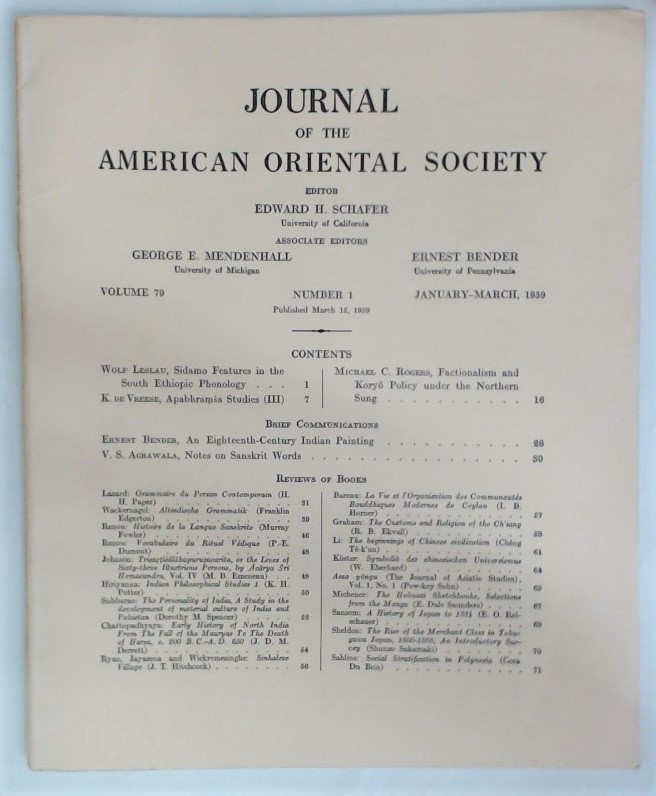 JOURNAL
OF THE
AMERICAN ORIENTAL SOCIETY
EDITOR
EDWARD H. SCHAFER
University of California
ASSOCIATE EDITORS
GEORGE E. MENDENHALL
University of Michigan
ERNEST BENDER
University of Pennsylvania
VOLUME 79
NUMBER 1
JANUARY–MARCH, 1959
Published March 15, 1959
CONTENTS
WOLF LESLAU, Sidamo Features in the
South Ethiopic Phonology . . . 1
K. DE VREESE, Apabhraṃśa Studies (III) 7
MICHAEL C. ROGERS, Factionalism and
Koryŏ Policy under the Northern
Sung . . . . . . . . . . 16
BRIEF COMMUNICATIONS
ERNEST BENDER, An Eighteenth-Century Indian Painting . . . . . . . . . . 26
V. S. AGRAWALA, Notes on Sanskrit Words . . . . . . . . . . . . . . . 30
REVIEWS OF BOOKS
Lazard: Grammaire du Persan Contemporain (H.
H. Paper) . . . . . . . . . . 31
Wackernagel: Altindische Grammatik (Franklin
Edgerton) . . . . . . . . . . 39
Renou: Histoire de la Langue Sanskrite (Murray
Fowler) . . . . . . . . . . 46
Renou: Vocabulaire du Rituel Védique (P.-E.
Dumont) . . . . . . . . . . 48
Johnson: or the Lives of
Sixty-three Illustrious Persons, by Ācārya Śrī
Hemacandra, Vol. IV (M. B. Emeneau) . 48
Hiriyanna: Indian Philosophical Studies I (K. H.
Potter) . . . . . . . . . . 50
Subbarao: The Personality of India, A Study in the
development of material culture of India and
Pakistan (Dorothy M. Spencer) . . . 52
Chattopadhyaya: Early History of North India
From The Fall of the Mauryas To The Death
of Harṣa, c. 200 B.C.–A.D. 650 (J. D. M.
Derrett) . . . . . . . . . . 54
Ryan, Jayasena and Wickremesinghe: Sinhalese
Village (J. T. Hitchcock) . . . . . 56
Bareau: La Vie et l'Organisation des Communautés
Bouddhiques Modernes de Ceylan (I. B.
Horner) . . . . . . . . . . 57
Graham: The Customs and Religion of the Ch'iang
(R. B. Ekvall) . . . . . . . . 58
Li: The beginnings of Chinese civilization (Chêng
Tê-k'un) . . . . . . . . . . 61
Köster: Symbolik des chinesischen Universismus
(W. Eberhard) . . . . . . . . 64
Asea yŏngu (The Journal of Asiatic Studies),
Vol. 1, No. 1 (Pow-key Sohn) . . . . 65
Michener: The Hokusai Sketchbooks, Selections
from the Manga (E. Dale Saunders) . . . 67
Sansom: A History of Japan to 1334 (E. O. Rei-
schauer) . . . . . . . . . . 69
Sheldon: The Rise of the Merchant Class in Toku-
gawa Japan, 1600-1868, An Introductory Sur-
vey (Shunzo Sakamaki) . . . . . . 70
Sahlins: Social Stratification in Polynesia (Cora
Du Bois) . . . . . . . . . . 71